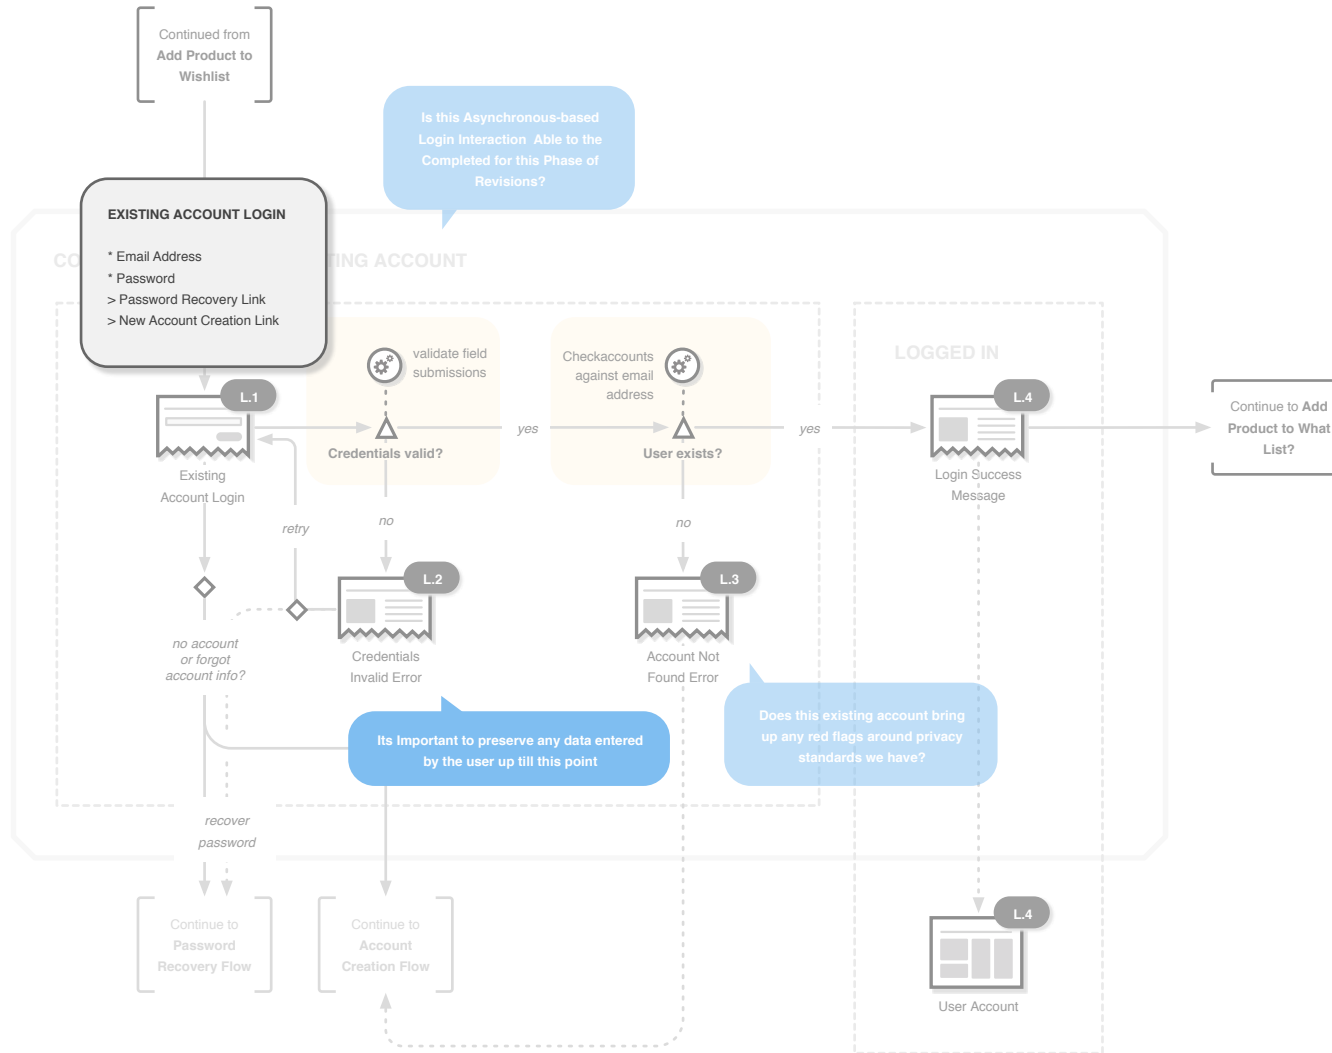 Continued from
Add Product to
Wishlist
Is this Asynchronous-based
Login Interaction Able to the
Completed for this Phase of
Revisions?
EXISTING ACCOUNT LOGIN
* Email Address
* Password
> Password Recovery Link
> New Account Creation Link
CO
TING ACCOUNT
validate field
submissions
Checkaccounts
against email
address
LOGGED IN
L.1
L.4
Continue to Add
Product to What
List?
yes
yes
Credentials valid?
User exists?
Existing
Account Login
Login Success
Message
retry
no
no
L.2
L.3
no account
or forgot
account info?
Credentials
Invalid Error
Account Not
Found Error
Its Important to preserve any data entered
by the user up till this point
Does this existing account bring
up any red flags around privacy
standards we have?
recover
password
Continue to
Password
Recovery Flow
Continue to
Account
Creation Flow
L.4
User Account